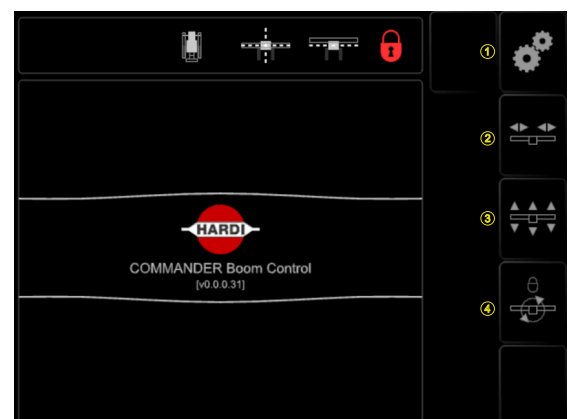 ①
②
③
④
HARDI
COMMANDER Boom Control
[v0.0.0.31]